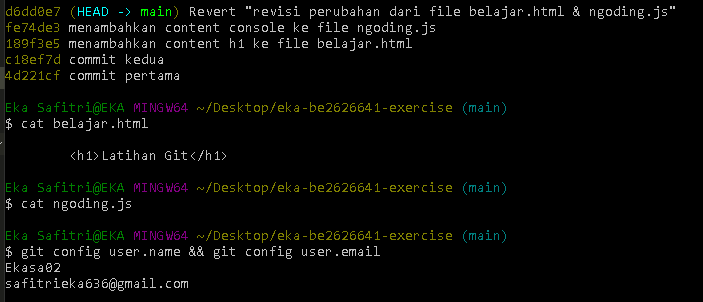 d6dd0e7 (HEAD -> main) Revert "revisi perubahan dari file belajar.html & ngoding.js"
fe74de3 menambahkan content console ke file ngoding.js
189f3e5 menambahkan content h1 ke file belajar.html
c18ef7d commit kedua
4d221cf commit pertama
Eka Safitri@EKA MINGW64 ~/Desktop/eka-be2626641-exercise (main)
$ cat belajar.html
<h1>Latihan Git</h1>
Eka Safitri@EKA MINGW64 ~/Desktop/eka-be2626641-exercise (main)
$ cat ngoding.js
Eka Safitri@EKA MINGW64 ~/Desktop/eka-be2626641-exercise (main)
$ git config user.name && git config user.email
Ekasa02
safitrieka636@gmail.com